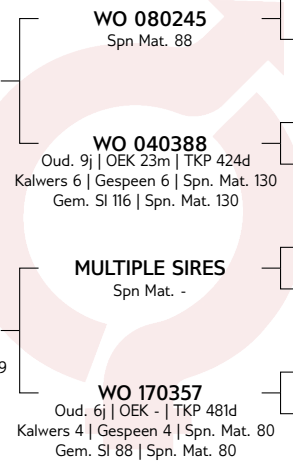 WO 080245
Spn Mat. 88
WO 040388
Oud. 9j | OEK 23m | TKP 424d
Kalwers 6 | Gespeen 6 | Spn. Mat. 130
Gem. SI 116 | Spn. Mat. 130
MULTIPLE SIRES
Spn Mat. -
9
WO 170357
Oud. 6j | OEK - | TKP 481d
Kalwers 4 | Gespeen 4 | Spn. Mat. 80
Gem. SI 88 | Spn. Mat. 80